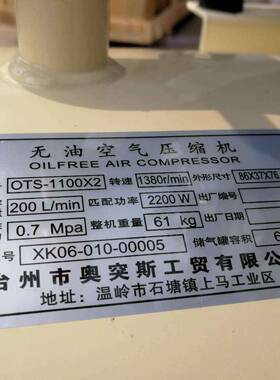 无油空气压缩机
OILFREE AIR COMPRESSOR
OTS-1100X2 转速 1380r/min 外形尺寸 86X37X76
200 L/min 匹配功率 2200 W 出厂编号
0.7 Mpa 整机重量 61 kg 出厂日期
号 XK06-010-00005 储气罐容积 6
台州市奥突斯工贸有限公
地址：温岭市石塘镇上马工业区